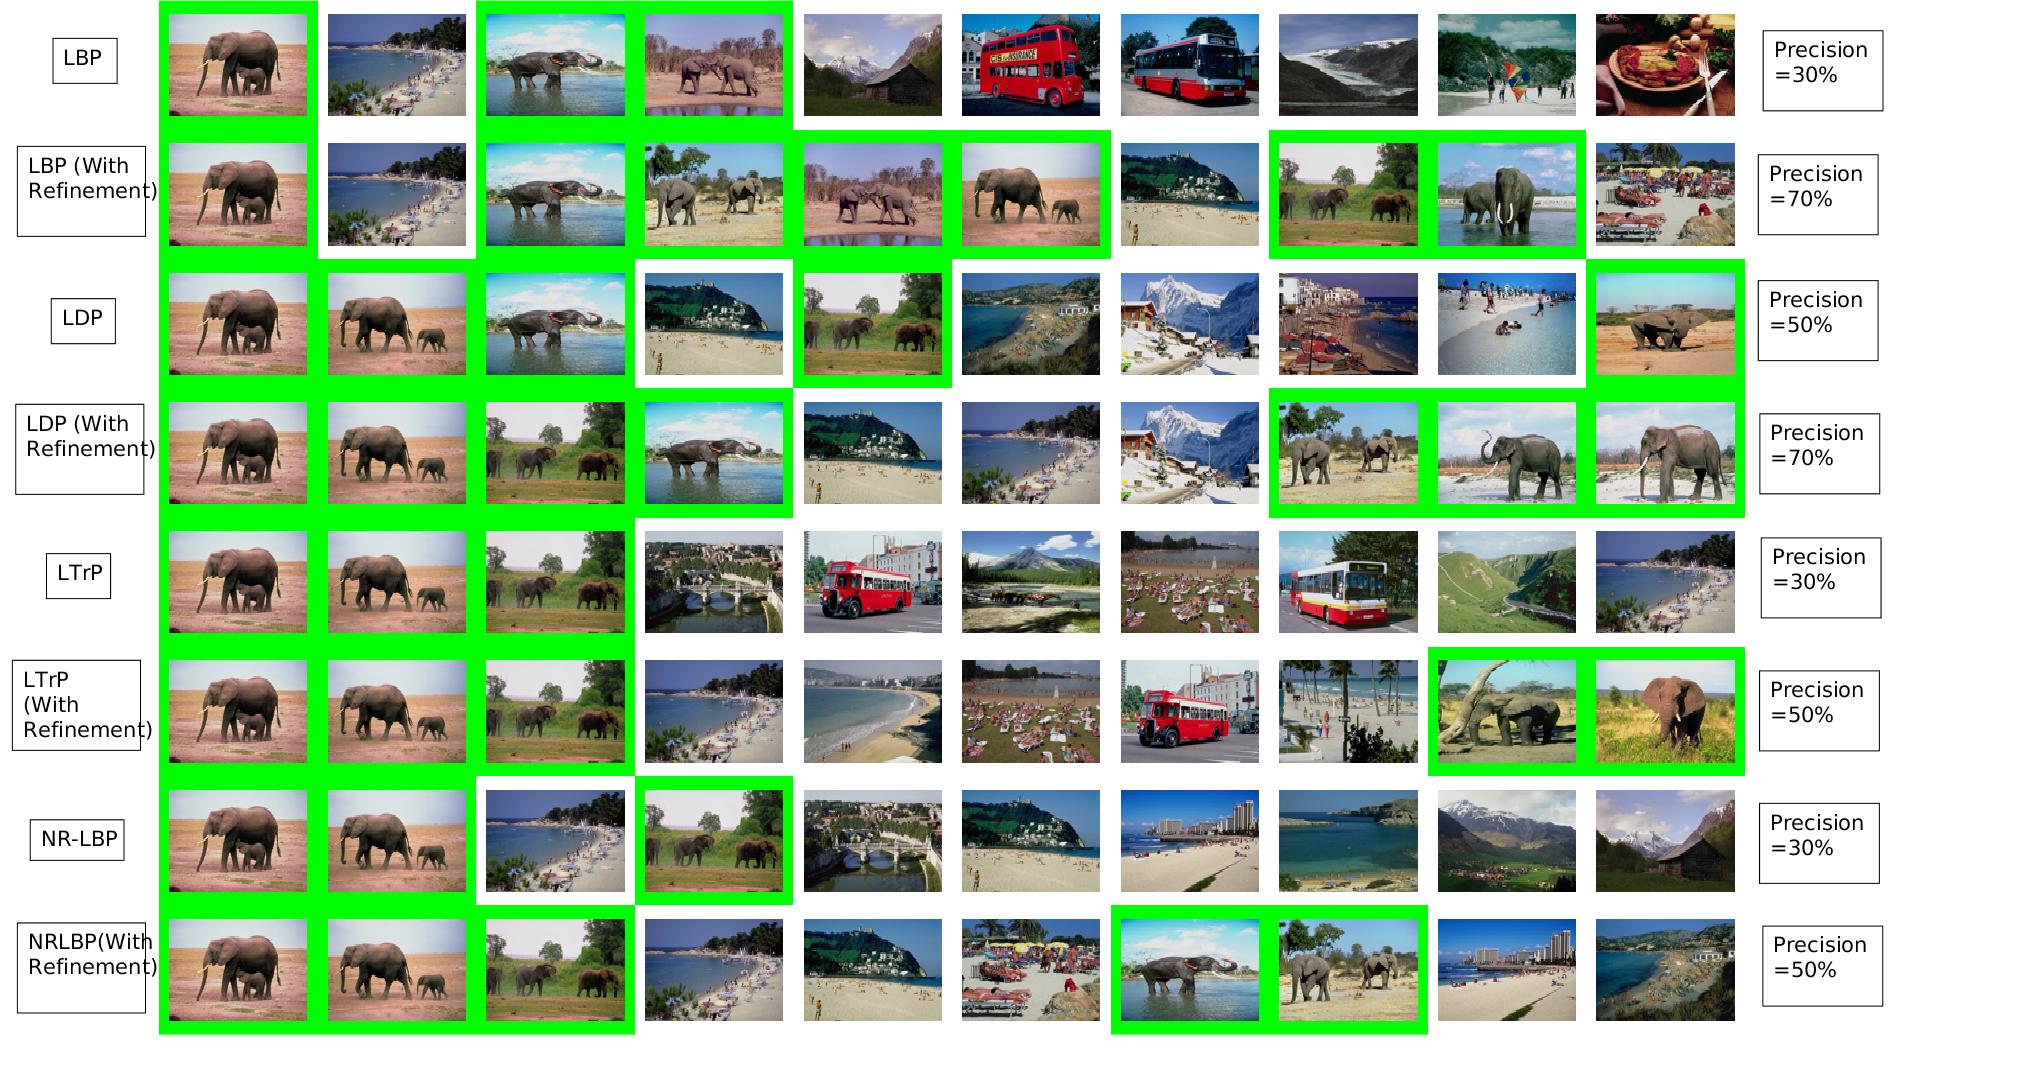 LBP
Precision
=30%
LBP (With
Refinement)
Precision
=70%
LDP
Precision
=50%
LDP (With
Refinement)
Precision
=70%
LTrP
Precision
=30%
LTrP
(With
Refinement)
Precision
=50%
NR-LBP
Precision
=30%
NRLBP(With
Refinement)
Precision
=50%